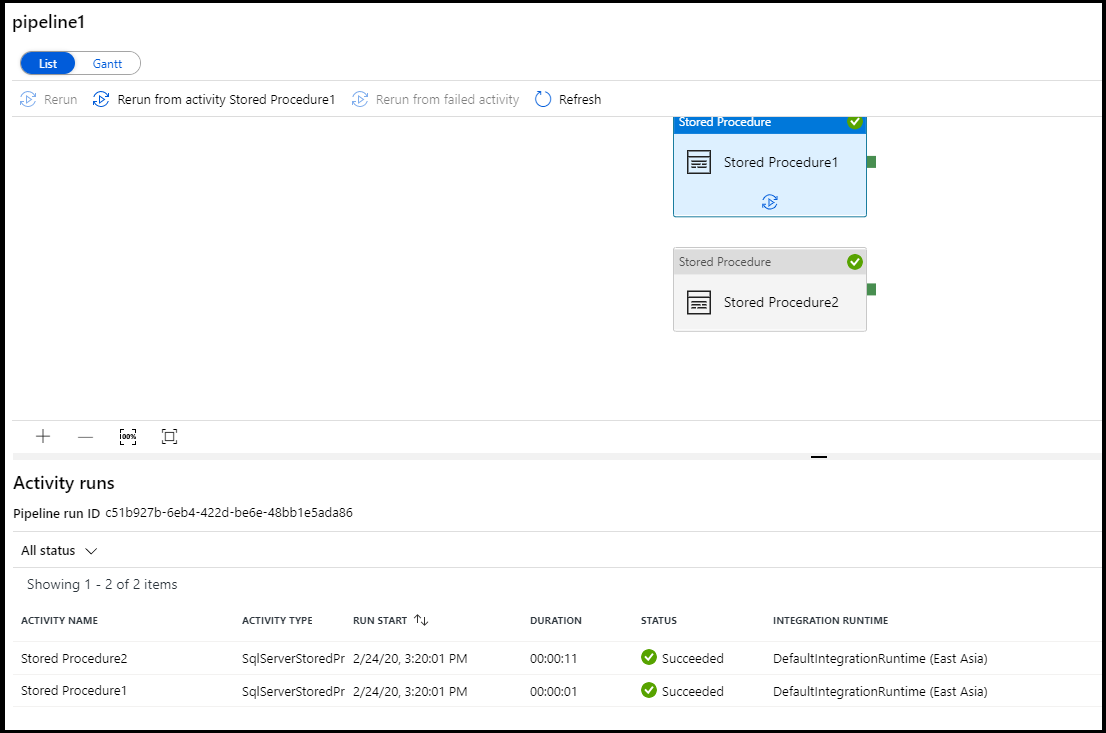 pipeline1
List Gantt
Rerun Rerun from activity Stored Procedure1 Rerun from failed activity Refresh
Stored Procedure
Stored Procedure1
Stored Procedure
Stored Procedure2
100%
Activity runs
Pipeline run ID c51b927b-6eb4-422d-be6e-48bb1e5ada86
All status
Showing 1 - 2 of 2 items
ACTIVITY NAME ACTIVITY TYPE RUN START DURATION STATUS INTEGRATION RUNTIME
Stored Procedure2 SqlServerStoredPr 2/24/20, 3:20:01 PM 00:00:11 Succeeded DefaultIntegrationRuntime (East Asia)
Stored Procedure1 SqlServerStoredPr 2/24/20, 3:20:01 PM 00:00:01 Succeeded DefaultIntegrationRuntime (East Asia)